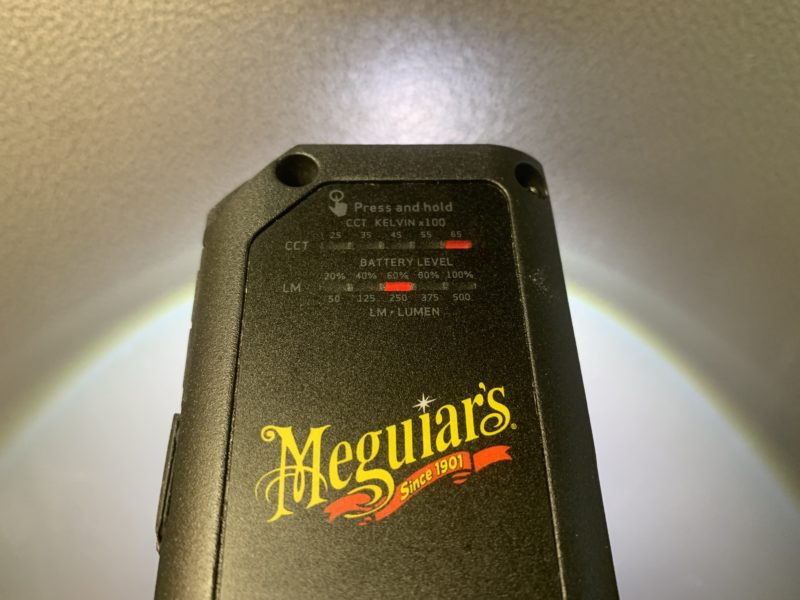 Press and hold
CCT KELVIN x100
25 35 45 55 65
CCT
BATTERY LEVEL
20% 40% 60% 80% 100%
LM
50 125 250 375 500
LM • LUMEN
Meguiar's®
Since 1901